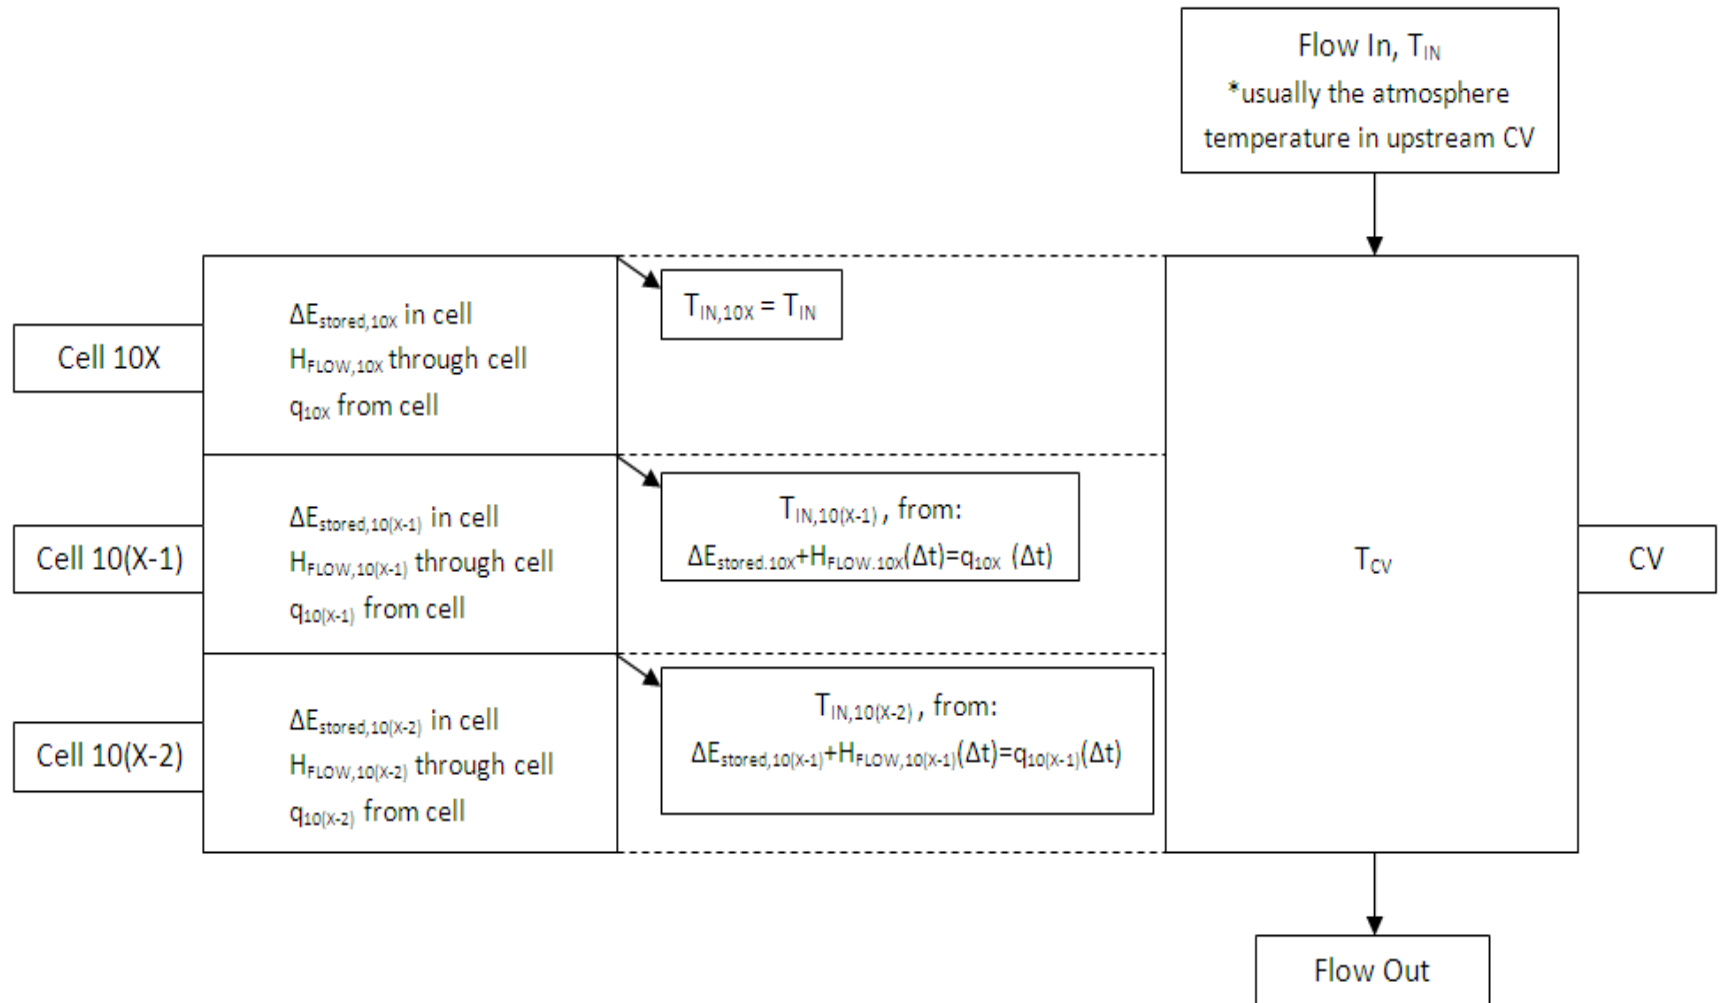 Flow In, T_IN
*usually the atmosphere
temperature in upstream CV
Cell 10X
ΔE_stored,10X in cell
H_FLOW,10X through cell
q_10X from cell
T_IN,10X = T_IN
Cell 10(X-1)
ΔE_stored,10(X-1) in cell
H_FLOW,10(X-1) through cell
q_10(X-1) from cell
T_IN,10(X-1) , from:
ΔE_stored.10X+H_FLOW.10X(Δt)=q_10X (Δt)
T_CV
CV
Cell 10(X-2)
ΔE_stored,10(X-2) in cell
H_FLOW,10(X-2) through cell
q_10(X-2) from cell
T_IN,10(X-2) , from:
ΔE_stored,10(X-1)+H_FLOW,10(X-1)(Δt)=q_10(X-1)(Δt)
Flow Out